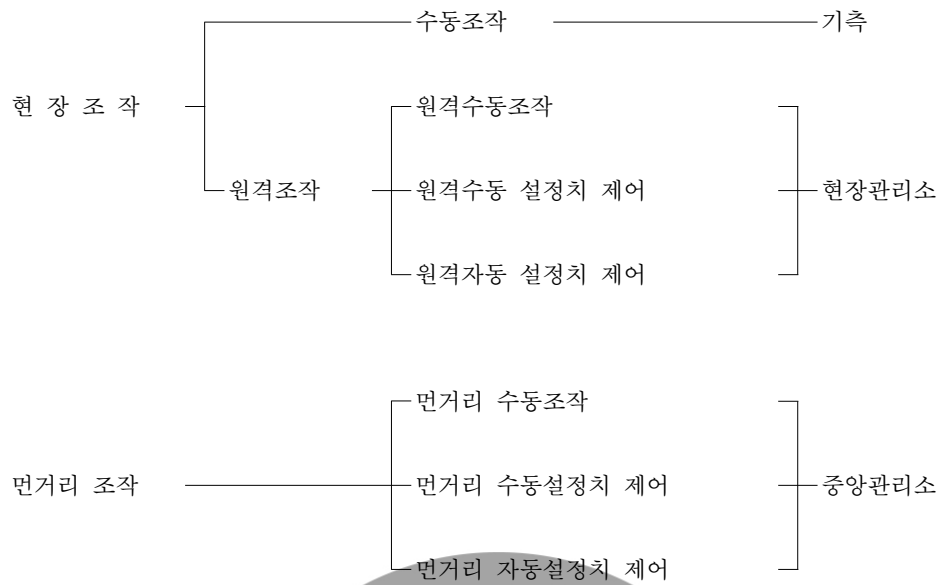 수동조작 기측
현 장 조 작 원격수동조작
원격조작 원격수동 설정치 제어 현장관리소
원격자동 설정치 제어
먼거리 수동조작
먼거리 조작 먼거리 수동설정치 제어 중앙관리소
먼거리 자동설정치 제어